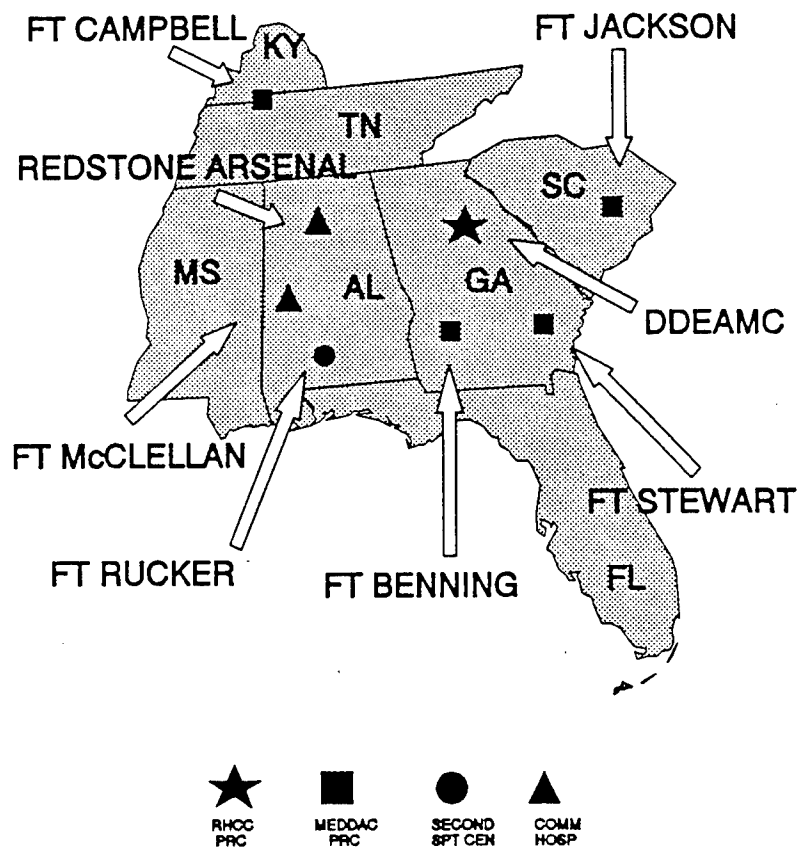 FT CAMPBELL
KY
FT JACKSON
TN
REDSTONE ARSENAL
SC
MS
AL
GA
DDEAMC
FT McCLELLAN
FT STEWART
FT RUCKER
FT BENNING
FL
RHCC
PRC
MEDDAC
PRC
SECOND
SPT CEN
COMM
HOSP